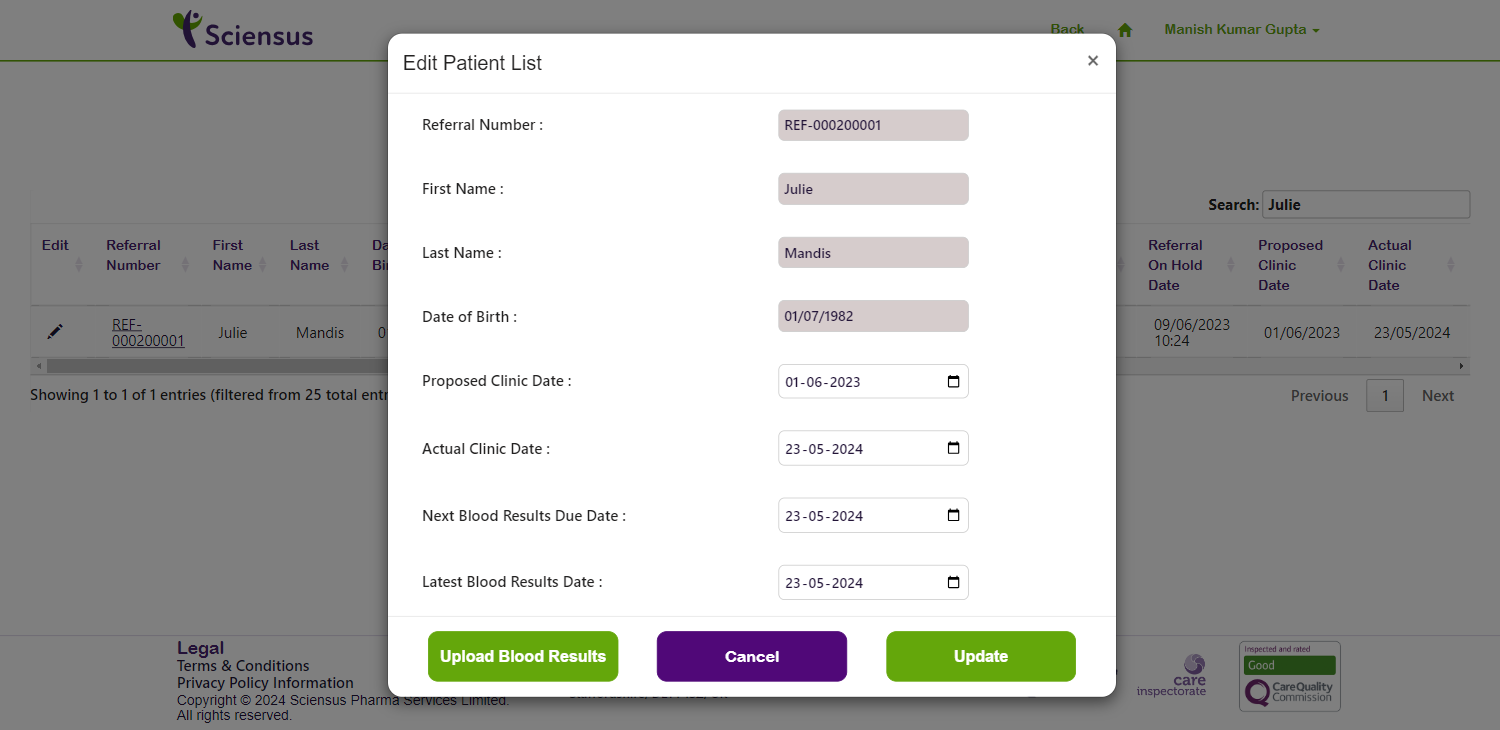 Sciensus
Back
Manish Kumar Gupta
Edit Patient List
×
Referral Number :
REF-000200001
First Name :
Julie
Last Name :
Mandis
Date of Birth :
01/07/1982
Proposed Clinic Date :
01-06-2023
Actual Clinic Date :
23-05-2024
Next Blood Results Due Date :
23-05-2024
Latest Blood Results Date :
23-05-2024
Upload Blood Results
Cancel
Update
Search:
Julie
Edit
Referral
Number
First
Name
Last
Name
Referral
On Hold
Date
Proposed
Clinic
Date
Actual
Clinic
Date
REF-
000200001
Julie
Mandis
09/06/2023
10:24
01/06/2023
23/05/2024
Showing 1 to 1 of 1 entries (filtered from 25 total
Previous
1
Next
Legal
Terms & Conditions
Privacy Policy Information
Copyright © 2024 Sciensus Pharma Services Limited.
All rights reserved.
care
inspectorate
Inspected and rated
Good
CareQuality
Commission